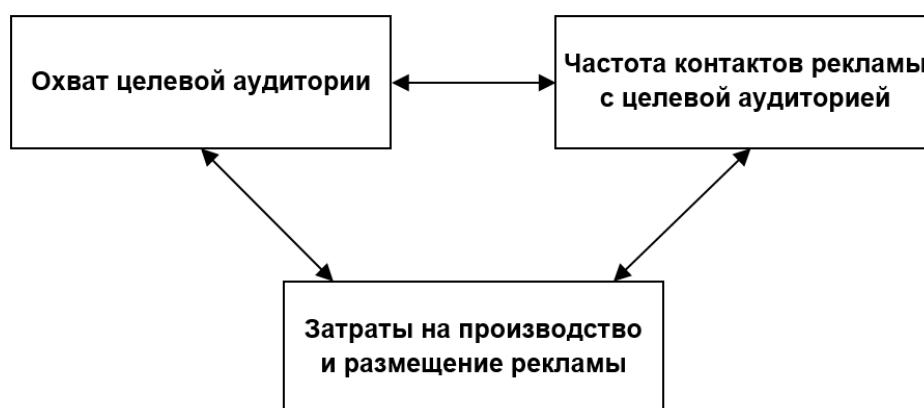 Охват целевой аудитории
Частота контактов рекламы
с целевой аудиторией
Затраты на производство
и размещение рекламы